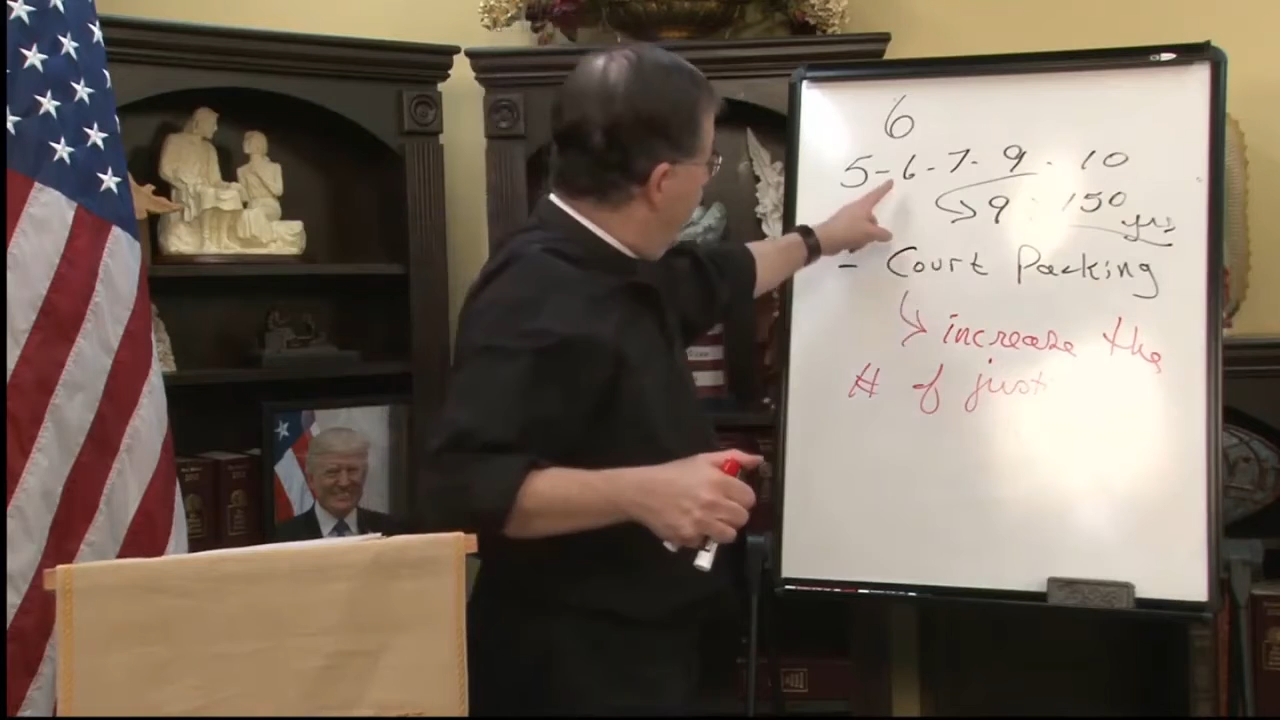 6
5-6-7-9-10
9: 150
yrs
- Court Packing
increase the
# of just